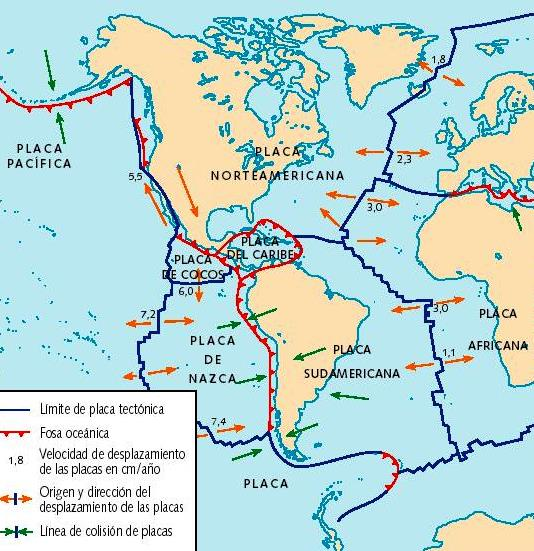 1,8
PLACA
PACÍFICA
PLACA
NORTEAMERICANA
2,3
5,5
3,0
PLACA
DEL CARIBE
PLACA
DE COCOS
6,0
7,2
3,0
PLACA
AFRICANA
PLACA
DE
NAZCA
PLACA
SUDAMERICANA
1,1
7,4
PLACA
Límite de placa tectónica
Fosa oceánica
1,8 Velocidad de desplazamiento
de las placas en cm/año
Origen y dirección del
desplazamiento de las placas
Línea de colisión de placas